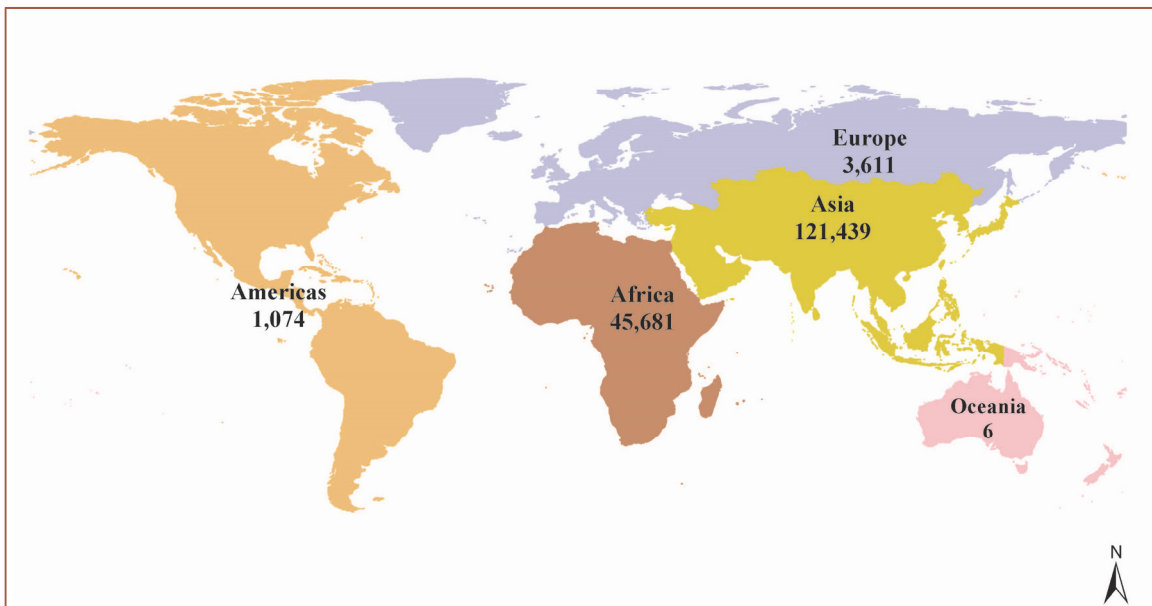 Europe
3,611
Asia
121,439
Americas
1,074
Africa
45,681
Oceania
6
N